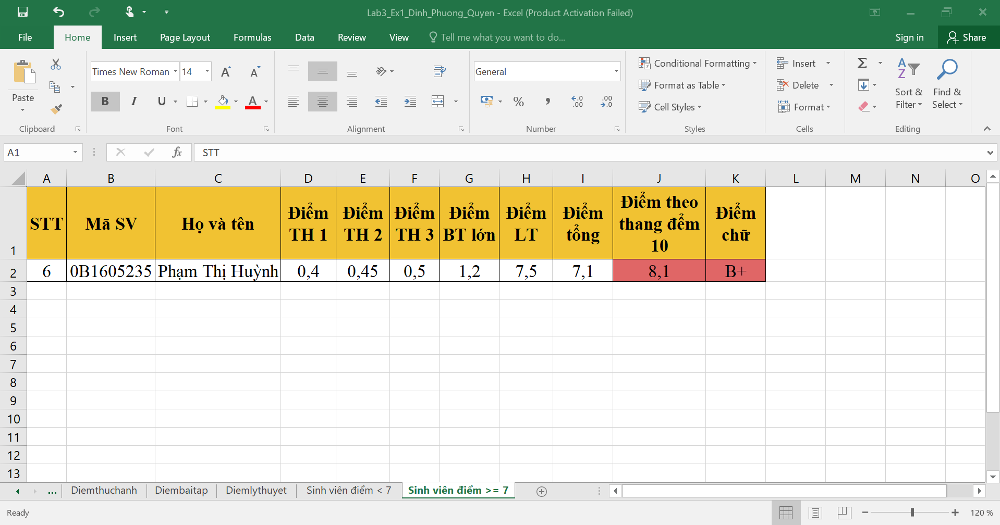 Lab3_Ex1_Dinh_Phuong_Quyen - Excel (Product Activation Failed)
File Home Insert Page Layout Formulas Data Review View Tell me what you want to do... Sign in Share
Paste
Clipboard
Times New Roman 14
B I U A
Font
Alignment
General
% , ←.0 .00 .00 →.0
Number
Conditional Formatting
Format as Table
Cell Styles
Styles
Insert
Delete
Format
Cells
Σ
Sort & Filter
Find & Select
Editing
A1 fx STT
A B C D E F G H I J K L M N O
1 STT Mã SV Họ và tên Điểm TH 1 Điểm TH 2 Điểm TH 3 Điểm BT lớn Điểm LT Điểm tổng Điểm theo thang đểm 10 Điểm chữ
2 6 0B1605235 Phạm Thị Huỳnh 0,4 0,45 0,5 1,2 7,5 7,1 8,1 B+
3
4
5
6
7
8
9
10
11
12
13
... Diemthuchanh Diembaitap Diemlythuyet Sinh viên điểm < 7 Sinh viên điểm >= 7
Ready 120 %